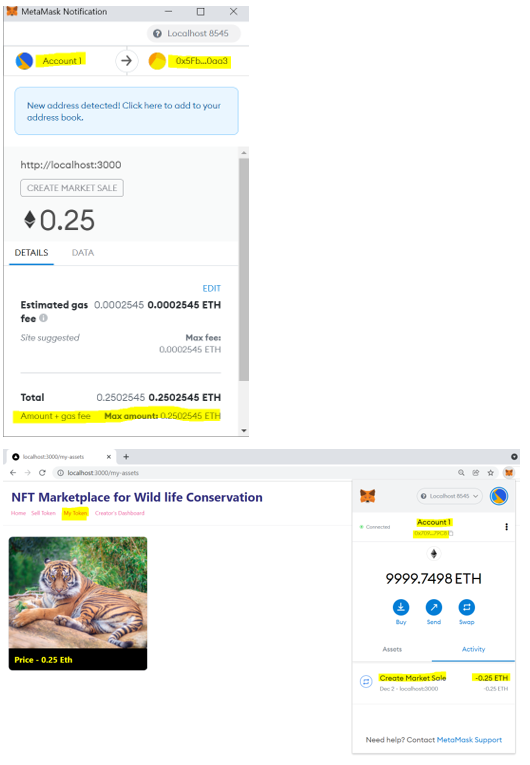 MetaMask Notification
Localhost 8545
Account 1
0x5Fb...0aa3
New address detected! Click here to add to your
address book.
http://localhost:3000
CREATE MARKET SALE
0.25
DETAILS DATA
EDIT
Estimated gas fee 0.0002545 0.0002545 ETH
Site suggested Max fee:
0.0002545 ETH
Total 0.2502545 0.2502545 ETH
Amount + gas fee Max amount: 0.2502545 ETH
localhost:3000/my-assets
localhost:3000/my-assets
NFT Marketplace for Wild life Conservation
Home Sell Token My Token Creator's Dashboard
Price - 0.25 Eth
Localhost 8545
Connected
Account 1
9999.7498 ETH
Buy Send Swap
Assets Activity
Create Market Sale -0.25 ETH
Dec 2 - localhost:3000 -0.25 ETH
Need help? Contact MetaMask Support